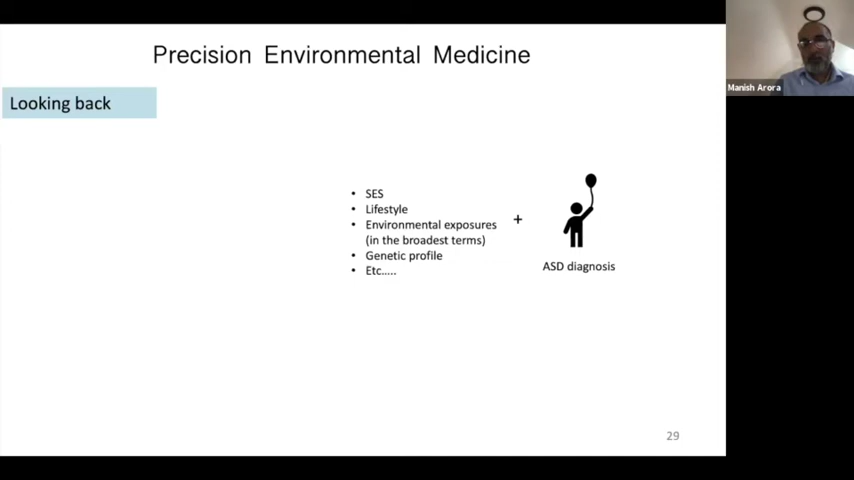 Precision Environmental Medicine
Looking back
Manish Arora
• SES
• Lifestyle
• Environmental exposures
(in the broadest terms)
• Genetic profile
• Etc.....
+
ASD diagnosis
29